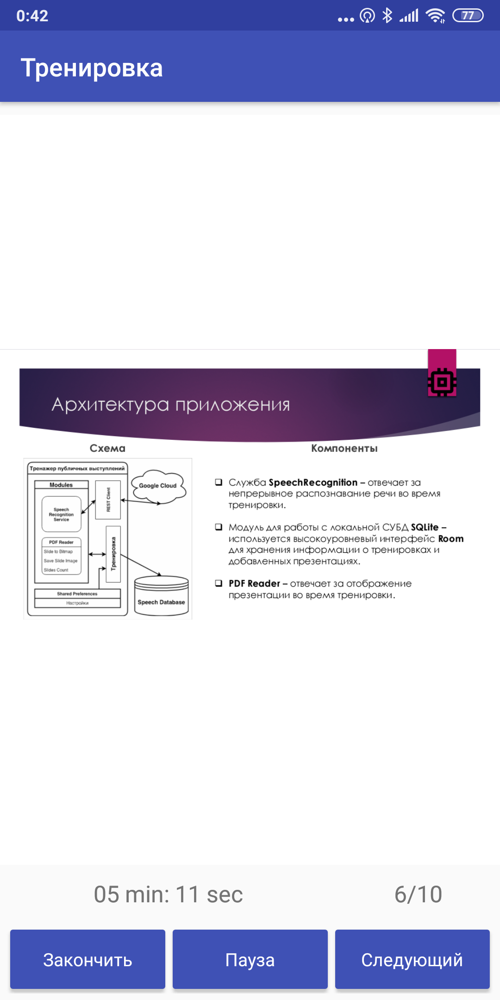 0:42
77
Тренировка
Архитектура приложения
Схема
Тренажер публичных выступлений
Modules
Speech
Recognition
Service
REST Client
Google Cloud
PDF Reader
Slide to Bitmap
Save Slide Image
Slides Count
Тренировка
Shared Preferences
Настройки
Speech Database
Компоненты
❑ Служба SpeechRecognition – отвечает за
непрерывное распознавание речи во время
тренировки.
❑ Модуль для работы с локальной СУБД SQLite –
используется высокоуровневый интерфейс Room
для хранения информации о тренировках и
добавленных презентациях.
❑ PDF Reader – отвечает за отображение
презентации во время тренировки.
05 min: 11 sec
6/10
Закончить
Пауза
Следующий